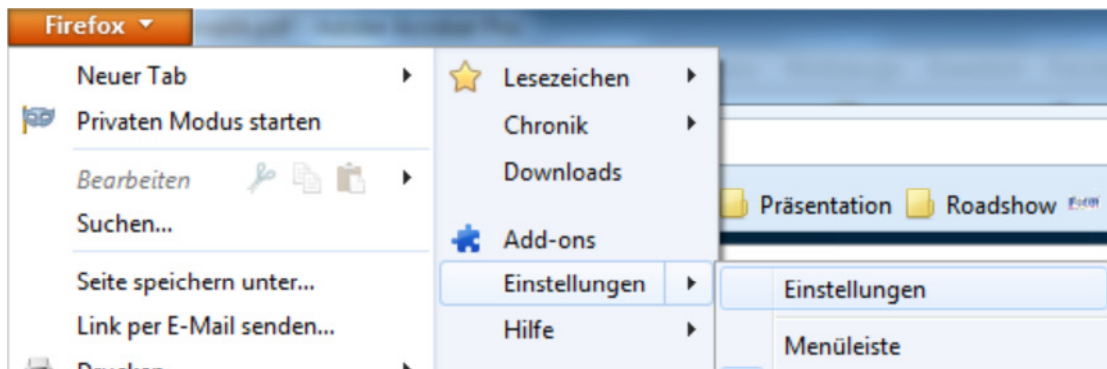 Firefox
Neuer Tab
Privaten Modus starten
Bearbeiten
Suchen...
Seite speichern unter...
Link per E-Mail senden...
Drucken
Lesezeichen
Chronik
Downloads
Add-ons
Einstellungen
Hilfe
Präsentation Roadshow
Einstellungen
Menüleiste